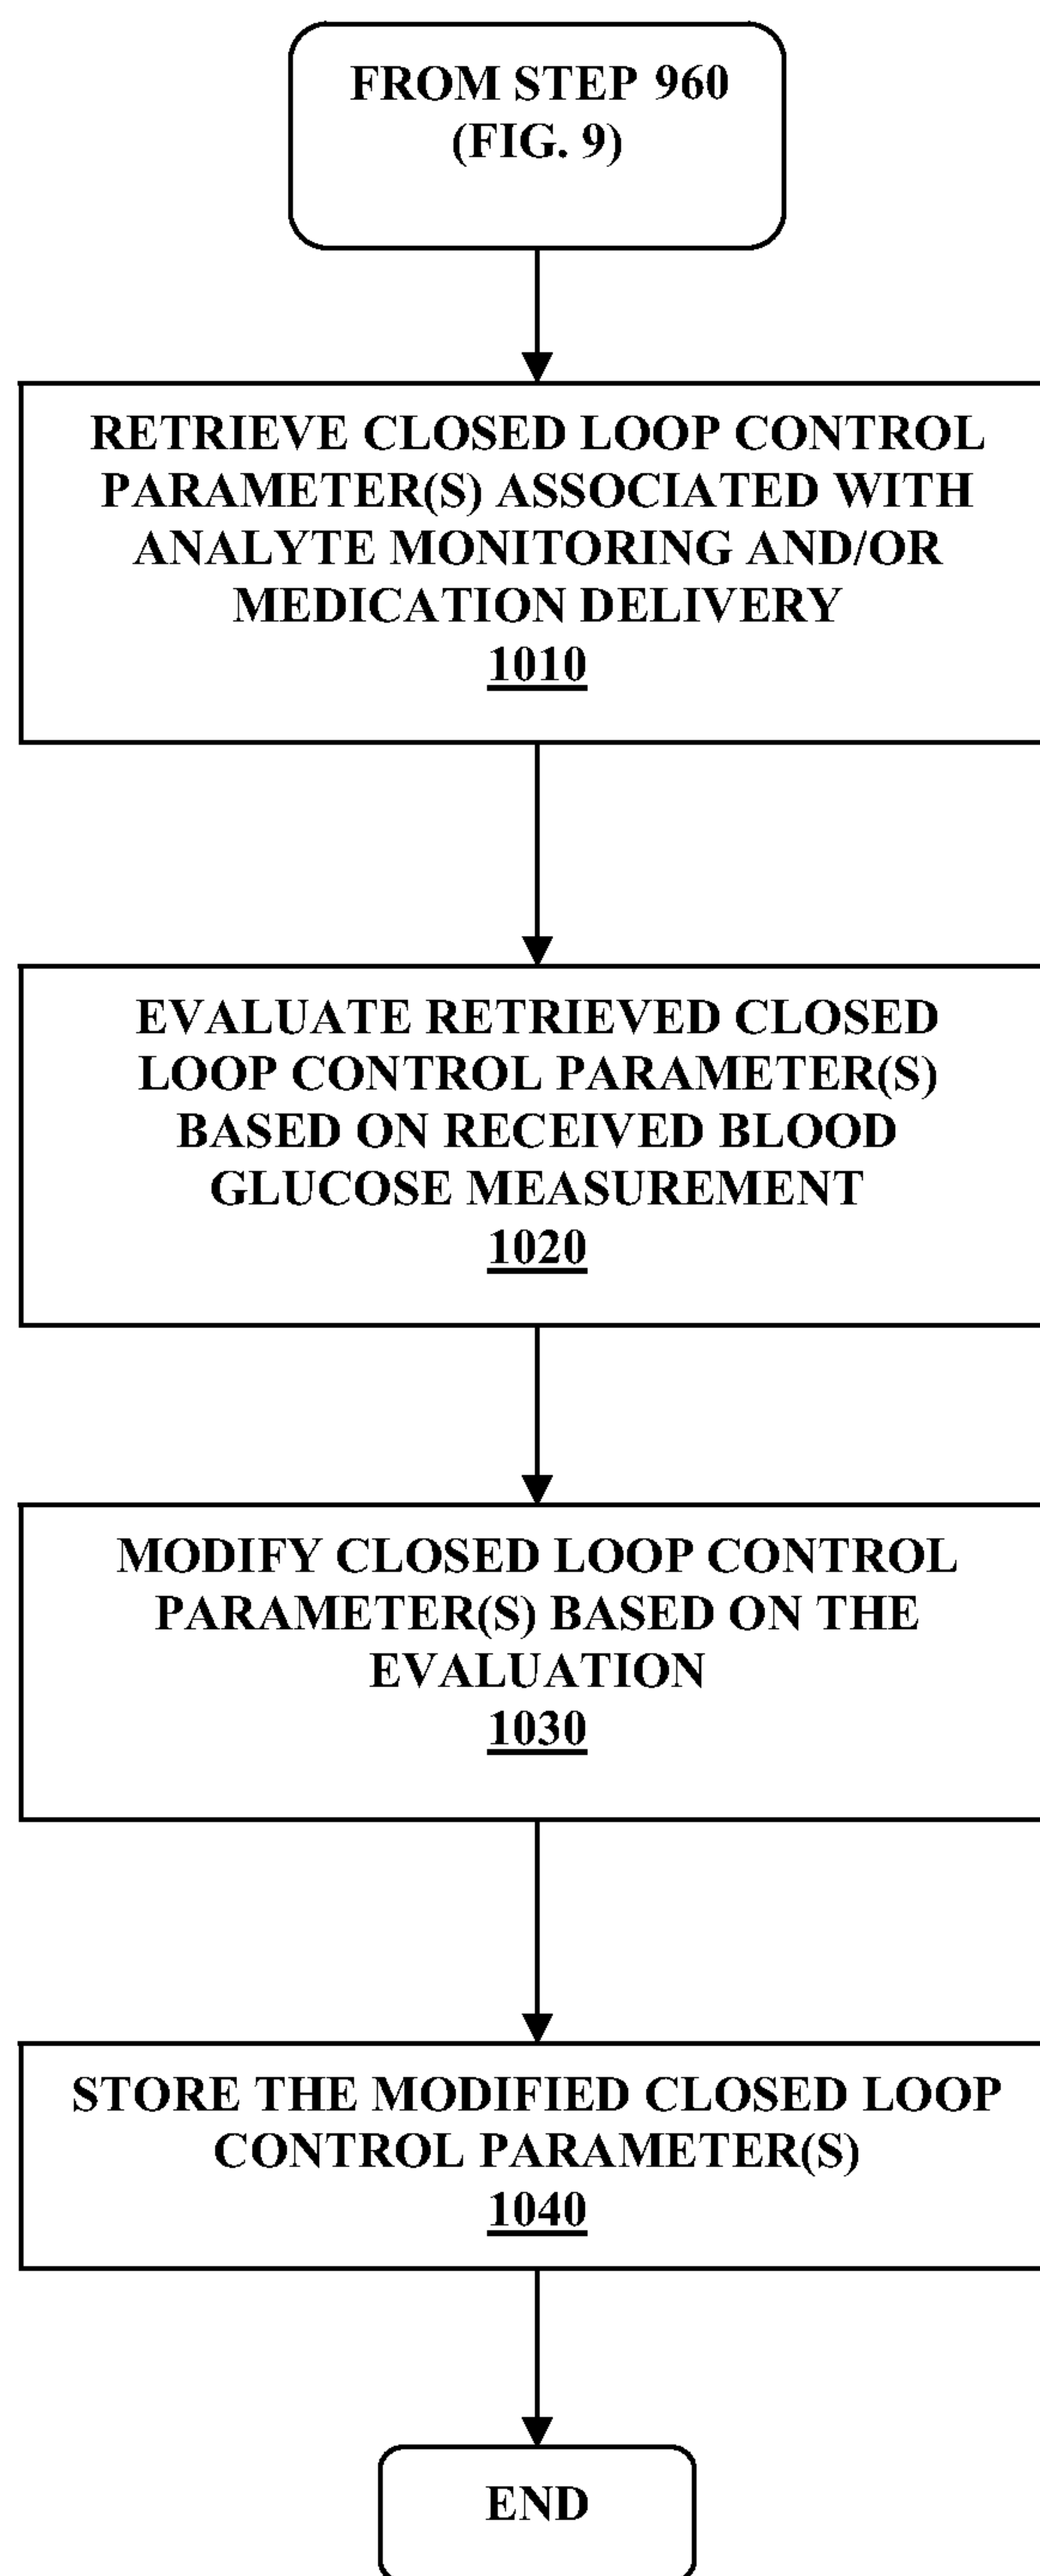 FROM STEP 960
(FIG. 9)
RETRIEVE CLOSED LOOP CONTROL
PARAMETER(S) ASSOCIATED WITH
ANALYTE MONITORING AND/OR
MEDICATION DELIVERY
1010
EVALUATE RETRIEVED CLOSED
LOOP CONTROL PARAMETER(S)
BASED ON RECEIVED BLOOD
GLUCOSE MEASUREMENT
1020
MODIFY CLOSED LOOP CONTROL
PARAMETER(S) BASED ON THE
EVALUATION
1030
STORE THE MODIFIED CLOSED LOOP
CONTROL PARAMETER(S)
1040
END